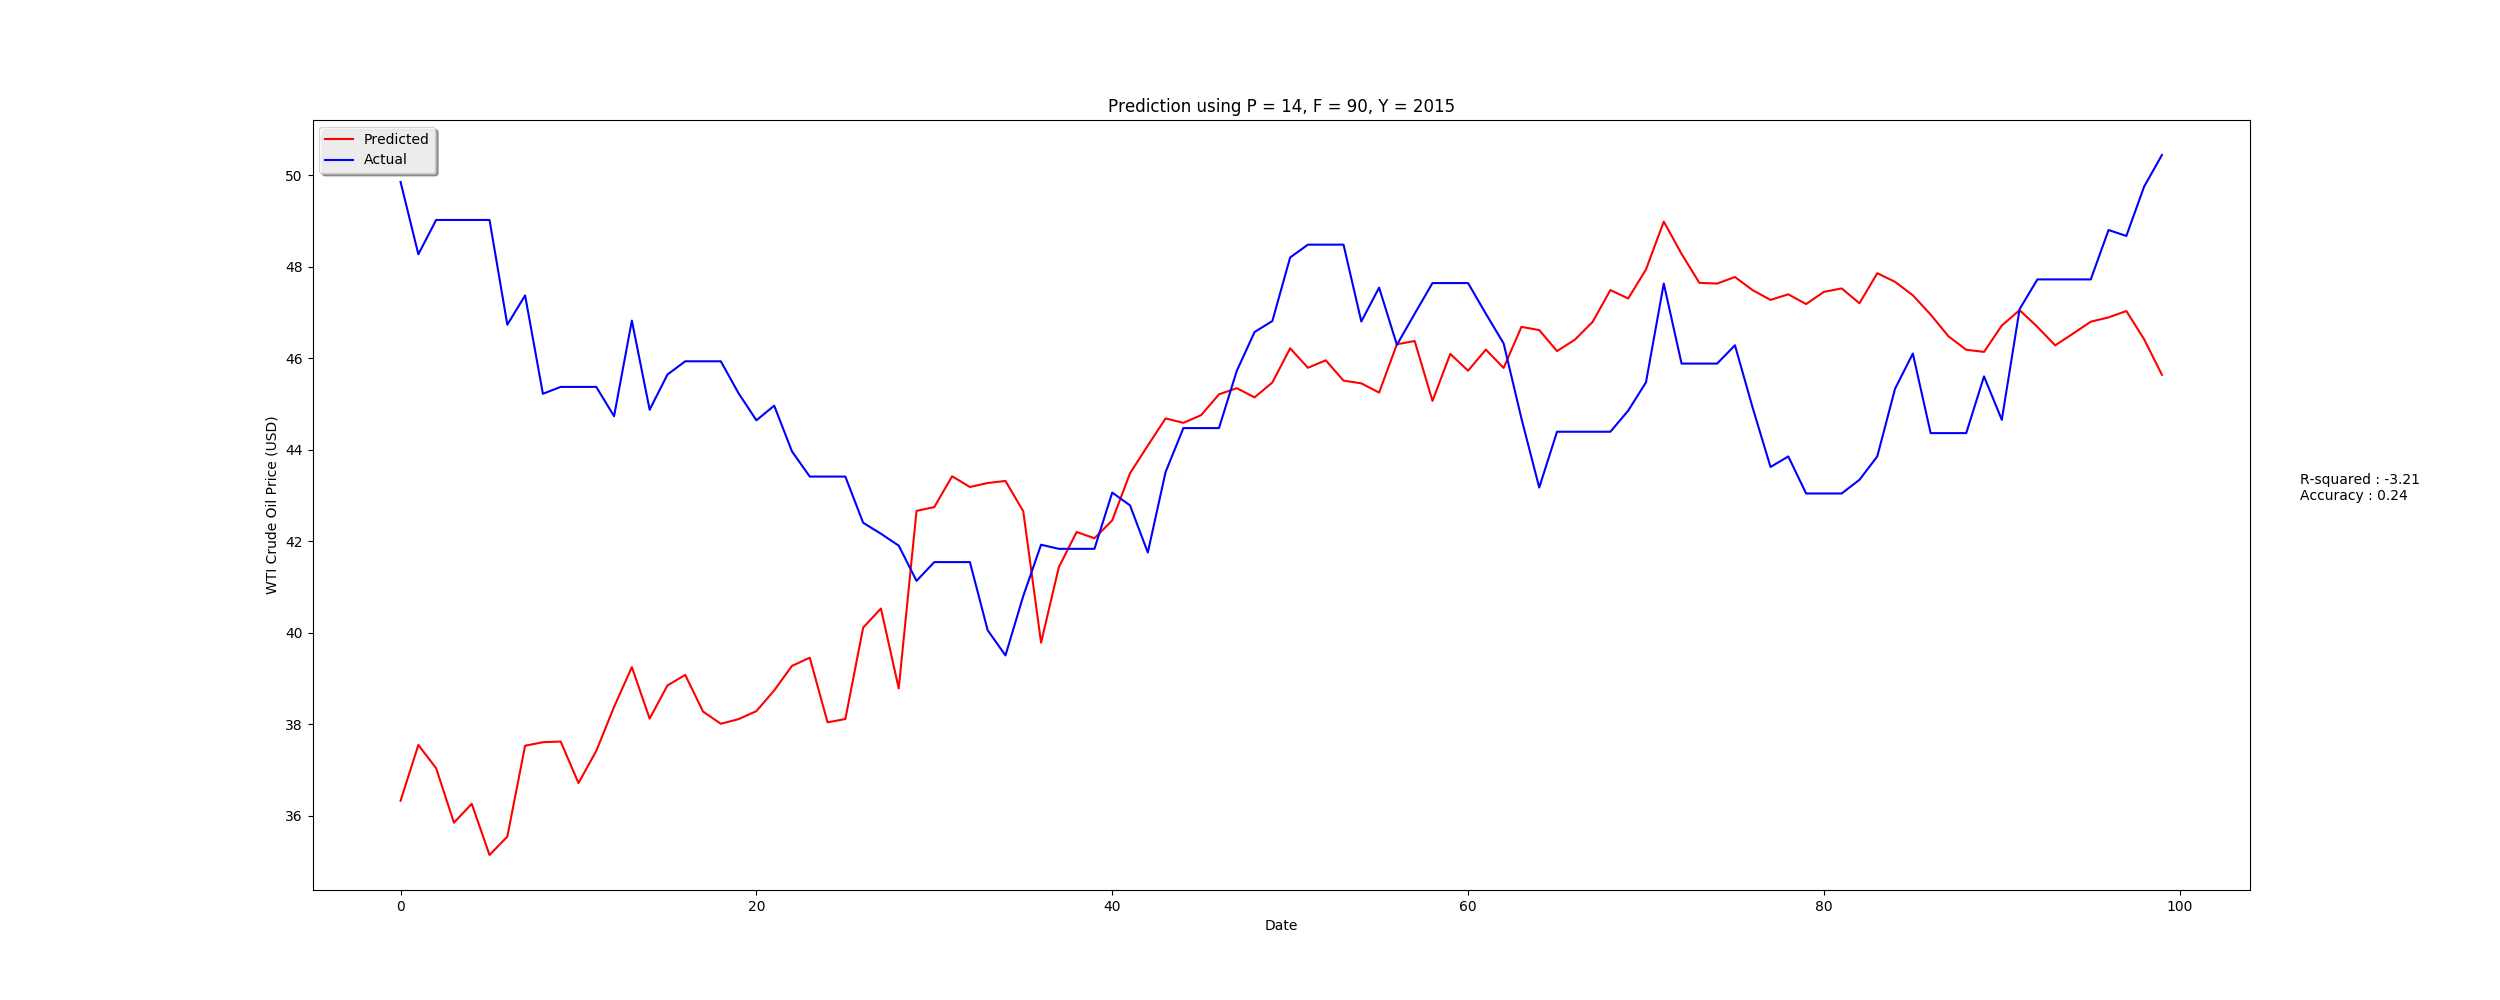 Prediction using P = 14, F = 90, Y = 2015
Predicted
Actual
50
48
46
44
42
40
38
36
WTI Crude Oil Price (USD)
0 20 40 60 80 100
Date
R-squared : -3.21
Accuracy : 0.24